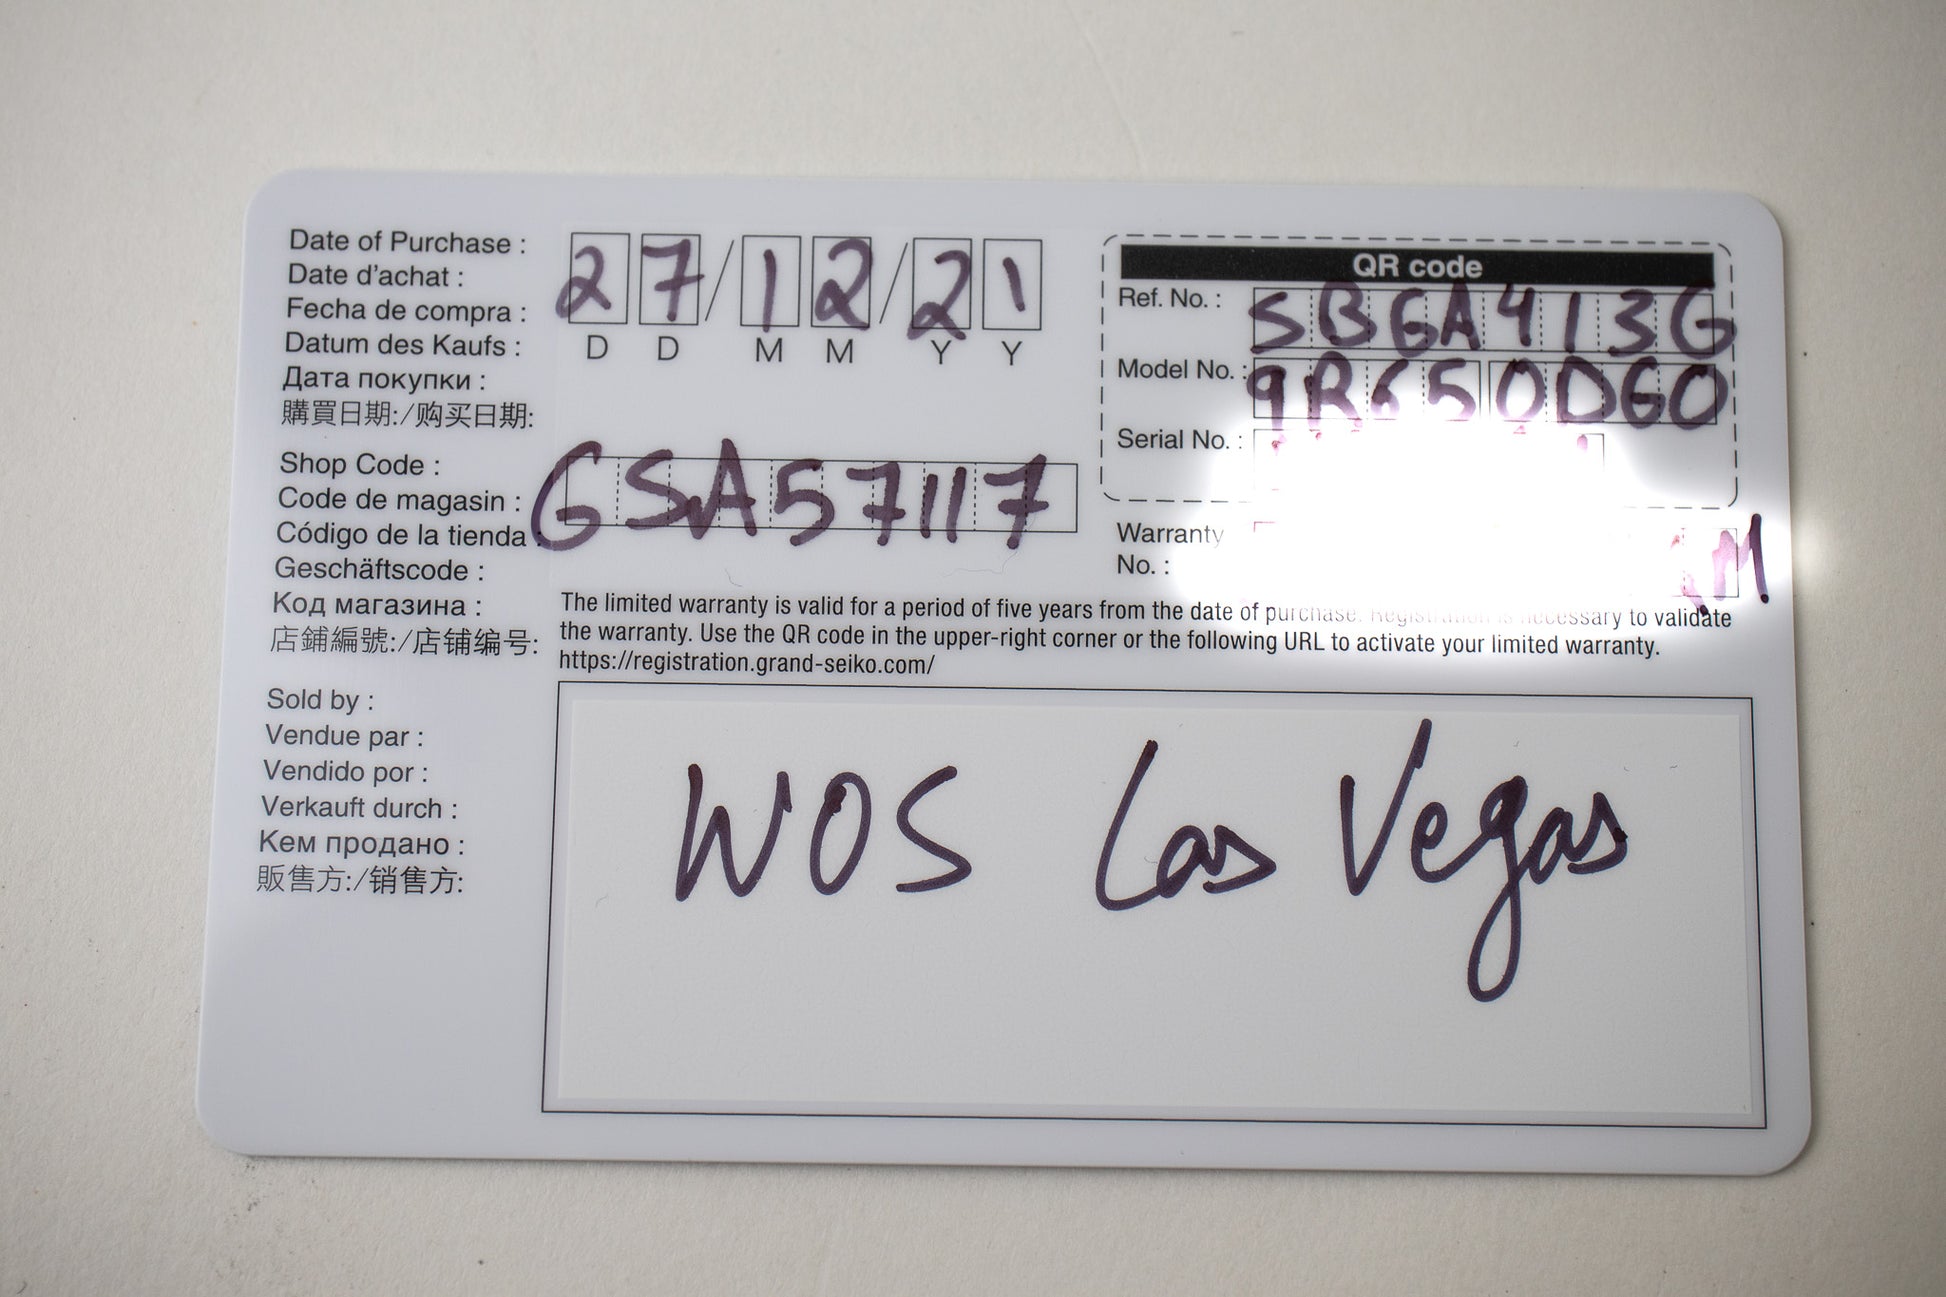 Date of Purchase :
Date d'achat :
Fecha de compra :
Datum des Kaufs :
Дата покупки :
購買日期:/购买日期:
27/12/21
D D M M Y Y
Shop Code :
Code de magasin :
Código de la tienda :
Geschäftscode :
Код магазина :
店鋪編號:/店铺编号:
GSA57117
QR code
Ref. No. : SBGA413G
Model No. : 9R650DG0
Serial No. :
Warranty
No. : M
The limited warranty is valid for a period of five years from the date of purchase. Registration is necessary to validate
the warranty. Use the QR code in the upper-right corner or the following URL to activate your limited warranty.
https://registration.grand-seiko.com/
Sold by :
Vendue par :
Vendido por :
Verkauft durch :
Кем продано :
販售方:/销售方:
WOS Las Vegas